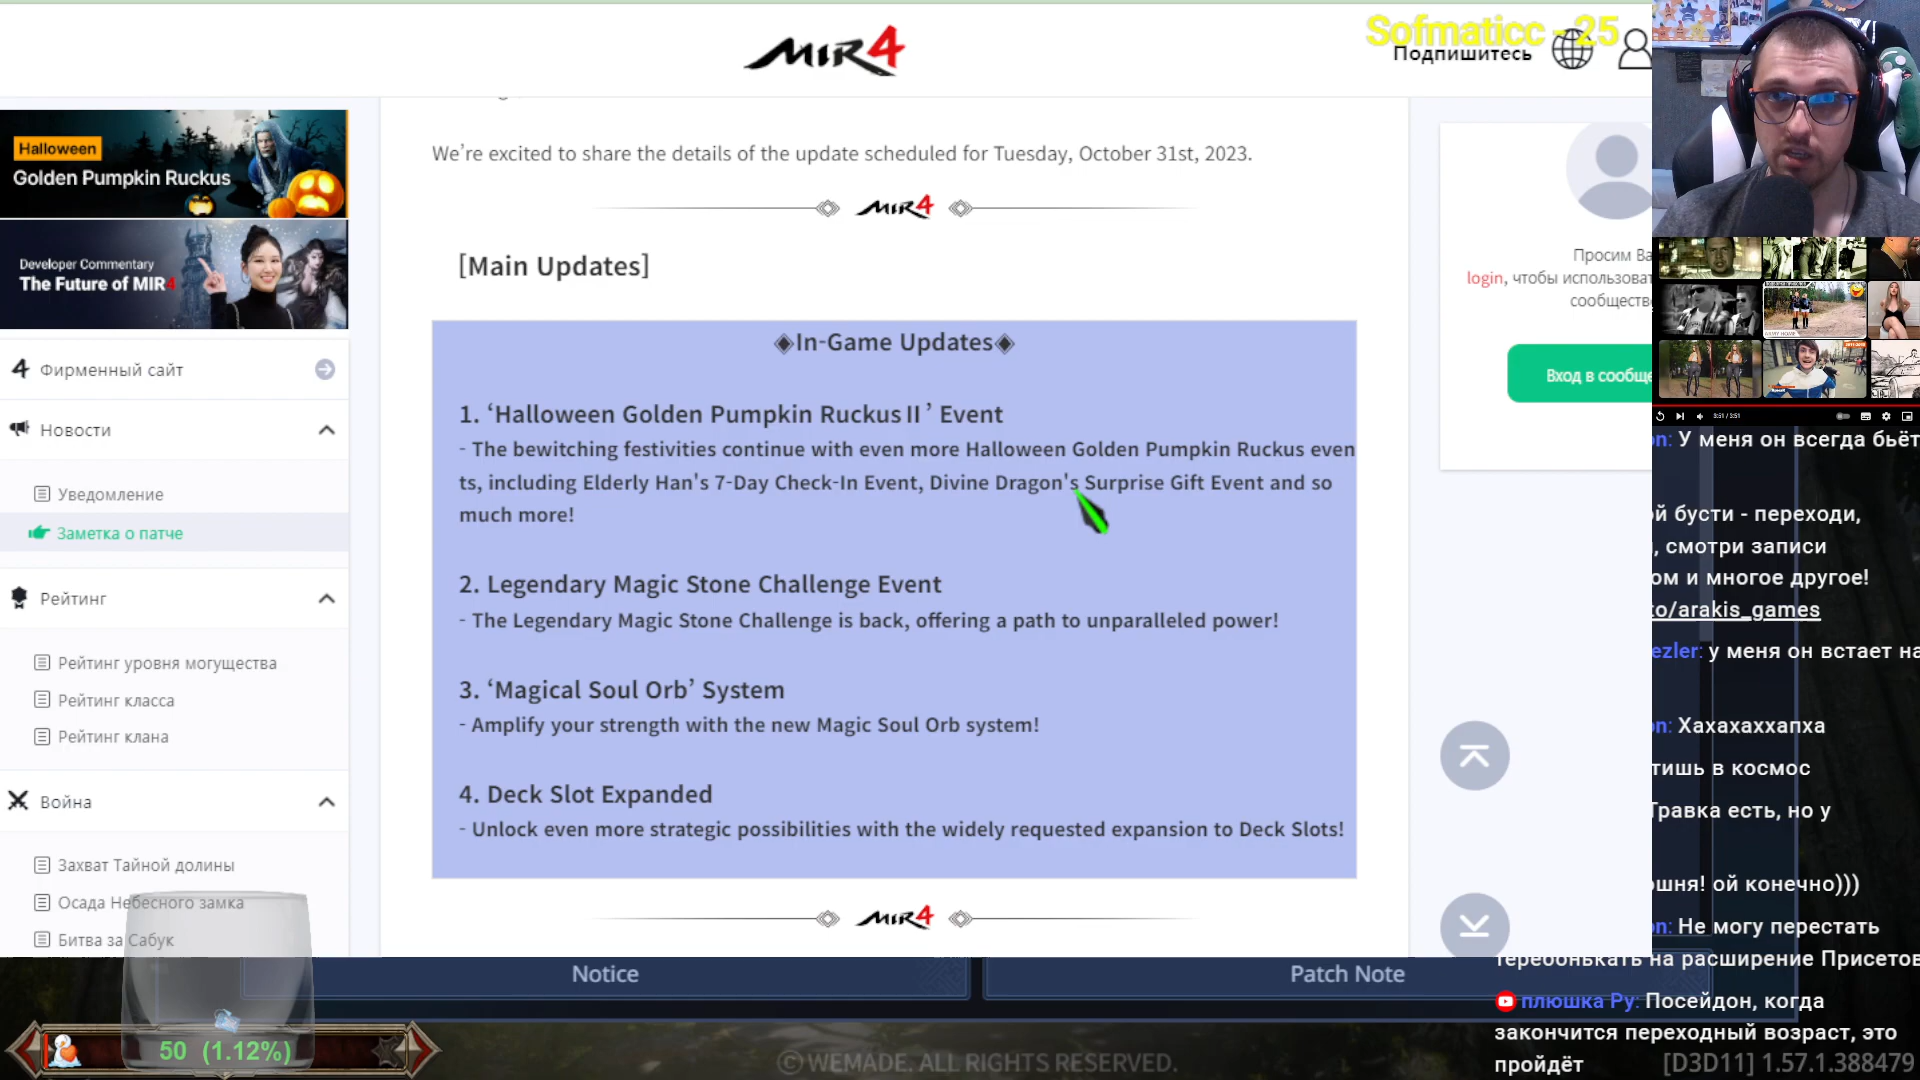 MIR4
Sofmaticc - 25
Подпишитесь
Halloween
Golden Pumpkin Ruckus
Developer Commentary
The Future of MIR4
Фирменный сайт
Новости
Уведомление
Заметка о патче
Рейтинг
Рейтинг уровня могущества
Рейтинг класса
Рейтинг клана
Война
Захват Тайной долины
Осада Небесного замка
Битва за Сабук
We're excited to share the details of the update scheduled for Tuesday, October 31st, 2023.
MIR4
[Main Updates]
◈In-Game Updates◈
1. ‘Halloween Golden Pumpkin Ruckus II ’ Event
- The bewitching festivities continue with even more Halloween Golden Pumpkin Ruckus even
ts, including Elderly Han's 7-Day Check-In Event, Divine Dragon's Surprise Gift Event and so
much more!
2. Legendary Magic Stone Challenge Event
- The Legendary Magic Stone Challenge is back, offering a path to unparalleled power!
3. ‘Magical Soul Orb’ System
- Amplify your strength with the new Magic Soul Orb system!
4. Deck Slot Expanded
- Unlock even more strategic possibilities with the widely requested expansion to Deck Slots!
MIR4
Просим Ва
login, чтобы использоват
сообществ
Вход в сообще
3:51 / 3:51
on: У меня он всегда бьёт
ой бусти - переходи,
, смотри записи
ом и многое другое!
to/arakis_games
ezler: у меня он встает на
on: Хахахаххапха
тишь в космос
Травка есть, но у
ошня! ой конечно)))
on: Не могу перестать
теребонькать на расширение Присетов
плюшка Ру: Посейдон, когда
закончится переходный возраст, это
пройдёт
Notice
Patch Note
50 (1.12%)
© WEMADE. ALL RIGHTS RESERVED.
[D3D11] 1.57.1.388479